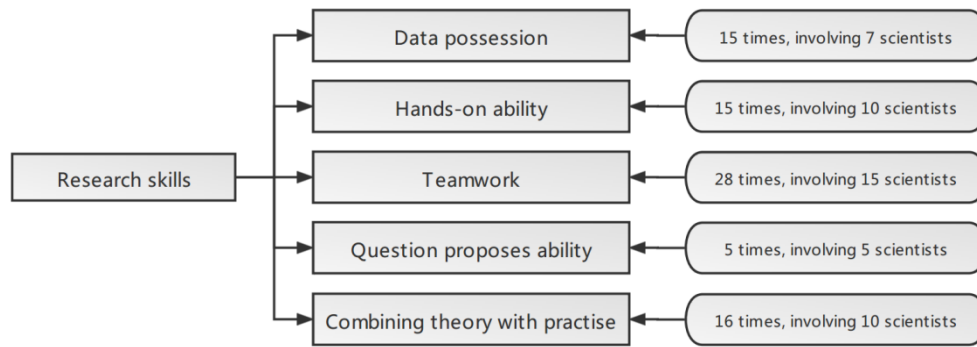 Data possession
15 times, involving 7 scientists
Hands-on ability
15 times, involving 10 scientists
Research skills
Teamwork
28 times, involving 15 scientists
Question proposes ability
5 times, involving 5 scientists
Combining theory with practise
16 times, involving 10 scientists